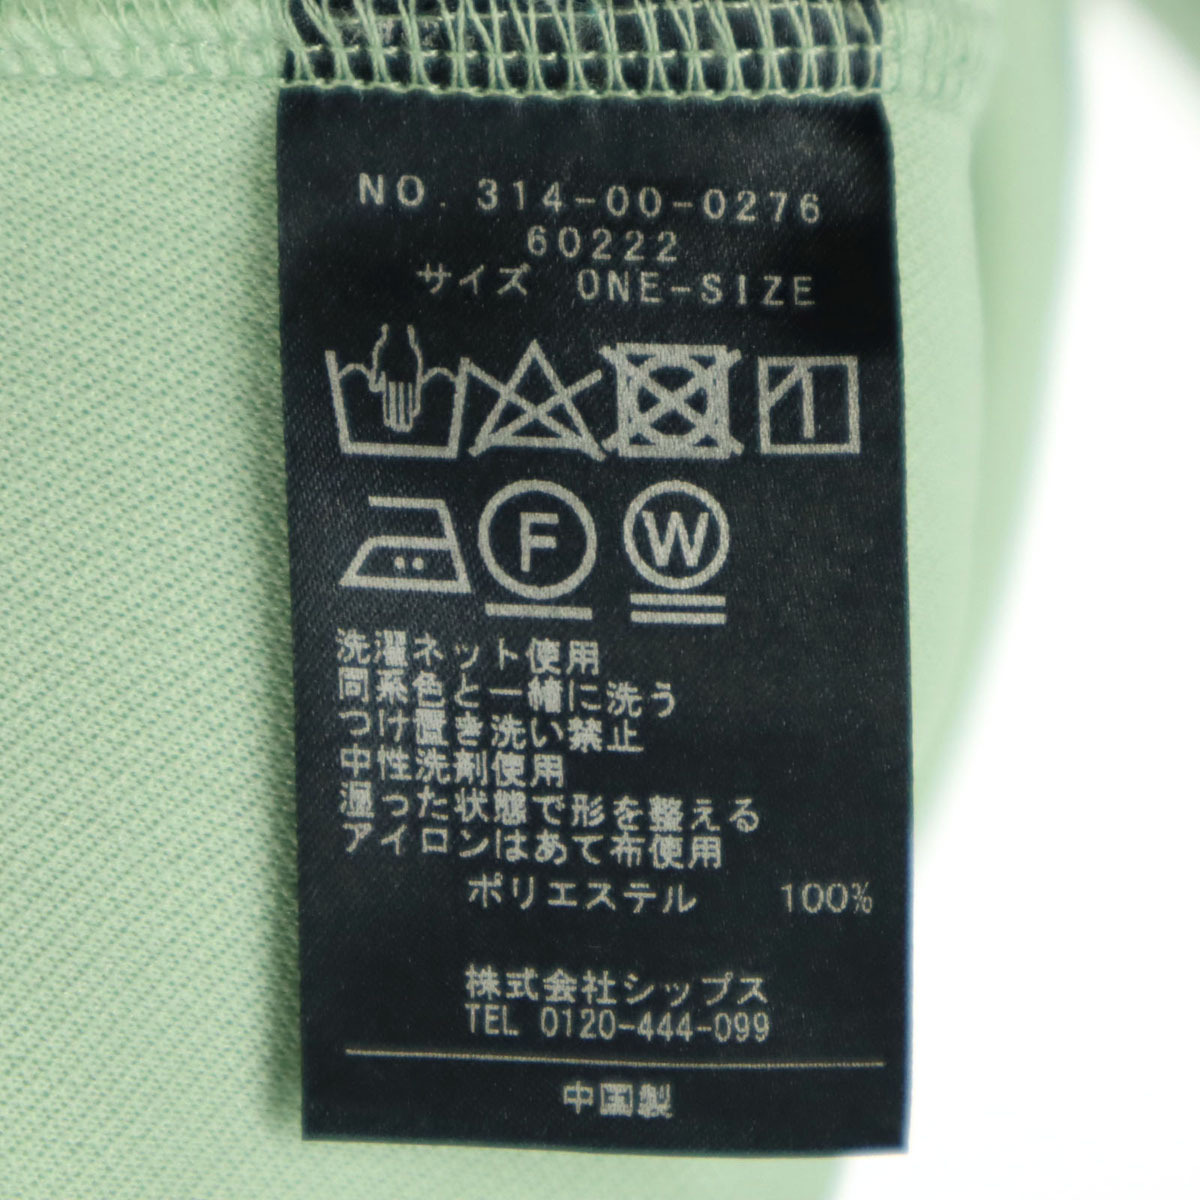 NO. 314-00-0276
60222
サイズ ONE-SIZE
F W
洗濯ネット使用
同系色と一緒に洗う
つけ置き洗い禁止
中性洗剤使用
湿った状態で形を整える
アイロンはあて布使用
ポリエステル 100%
株式会社シップス
TEL 0120-444-099
中国製